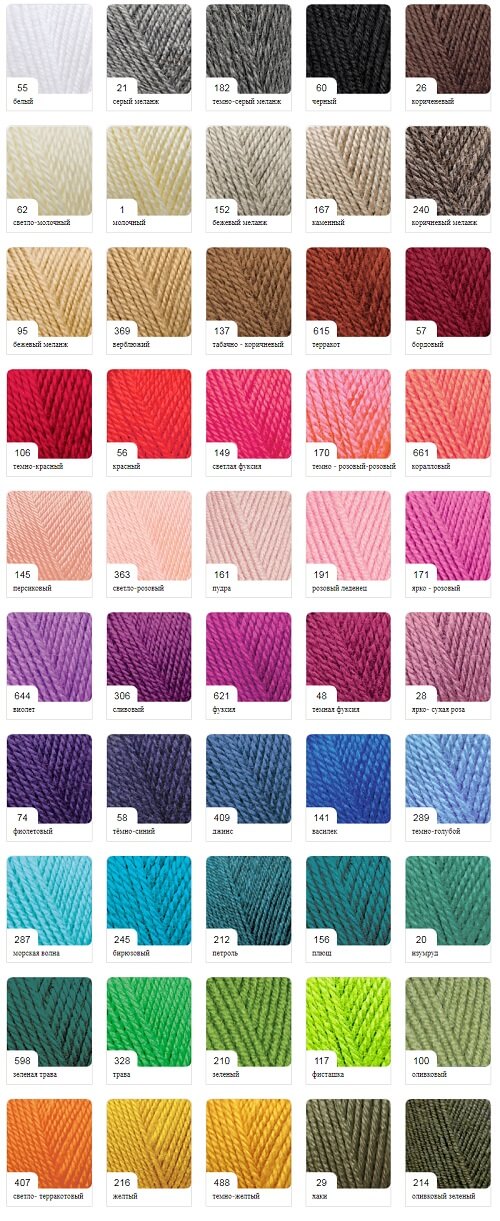 55
белый
21
серый меланж
182
темно-серый меланж
60
черный
26
коричневый
62
светло-молочный
1
молочный
152
бежевый меланж
167
каменный
240
коричневый меланж
95
бежевый меланж
369
верблюжий
137
табачно - коричневый
615
терракот
57
бордовый
106
темно-красный
56
красный
149
светлая фуксия
170
темно - розовый-розовый
661
коралловый
145
персиковый
363
светло-розовый
161
пудра
191
розовый леденец
171
ярко - розовый
644
виолет
306
сливовый
621
фуксия
48
темная фуксия
28
ярко- сухая роза
74
фиолетовый
58
тёмно-синий
409
джинс
141
василек
289
темно-голубой
287
морская волна
245
бирюзовый
212
петроль
156
плюш
20
изумруд
598
зеленая трава
328
трава
210
зеленый
117
фисташка
100
оливковый
407
светло- терракотовый
216
желтый
488
темно-желтый
29
хаки
214
оливковый зеленый